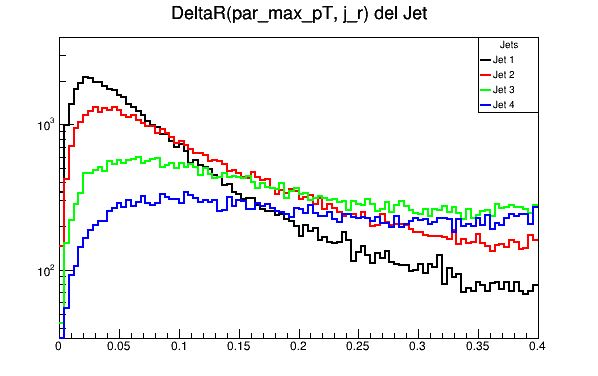 DeltaR(par_max_pT, j_r) del Jet
Jets
Jet 1
Jet 2
Jet 3
Jet 4
10³
10²
0 0.05 0.1 0.15 0.2 0.25 0.3 0.35 0.4